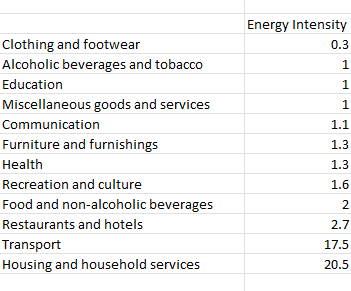 Energy Intensity
Clothing and footwear 0.3
Alcoholic beverages and tobacco 1
Education 1
Miscellaneous goods and services 1
Communication 1.1
Furniture and furnishings 1.3
Health 1.3
Recreation and culture 1.6
Food and non-alcoholic beverages 2
Restaurants and hotels 2.7
Transport 17.5
Housing and household services 20.5